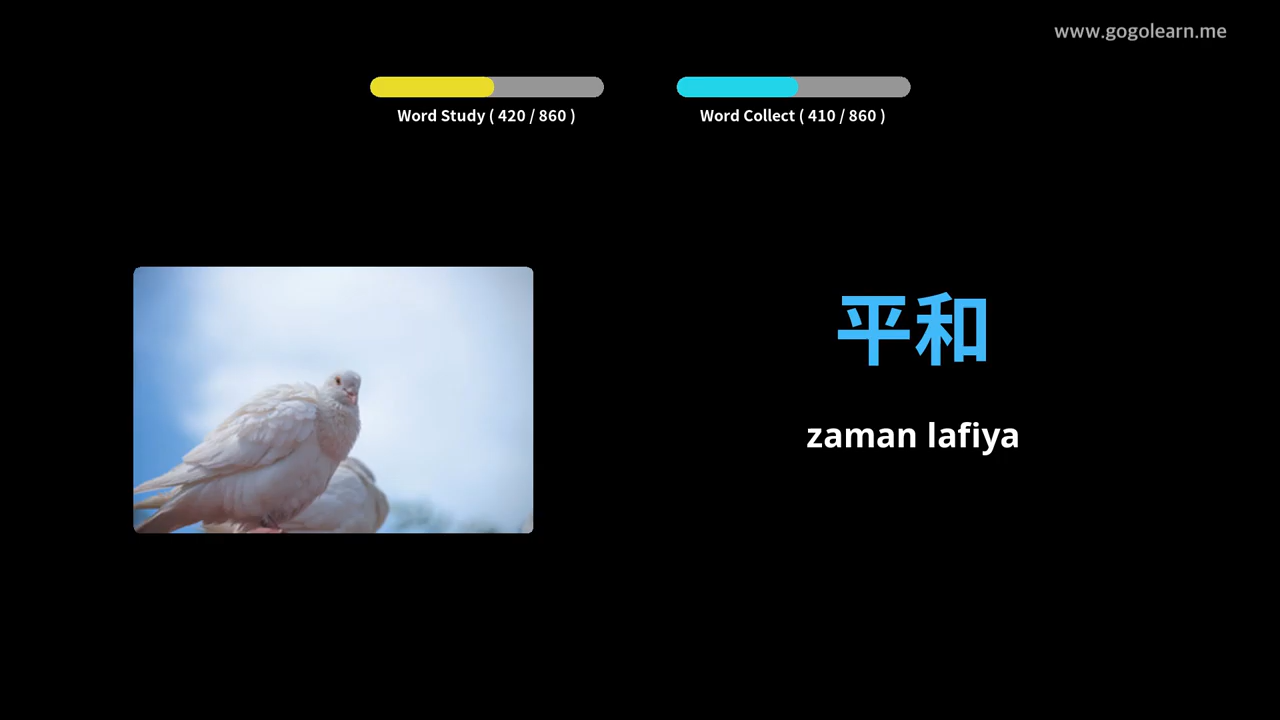 www.gogolearn.me
Word Study ( 420 / 860 )
Word Collect ( 410 / 860 )
平和
zaman lafiya